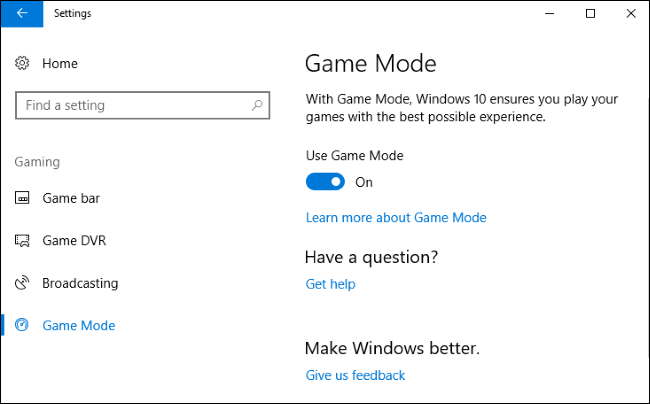 Settings
Home
Find a setting
Gaming
Game bar
Game DVR
Broadcasting
Game Mode
Game Mode
With Game Mode, Windows 10 ensures you play your
games with the best possible experience.
Use Game Mode
On
Learn more about Game Mode
Have a question?
Get help
Make Windows better.
Give us feedback